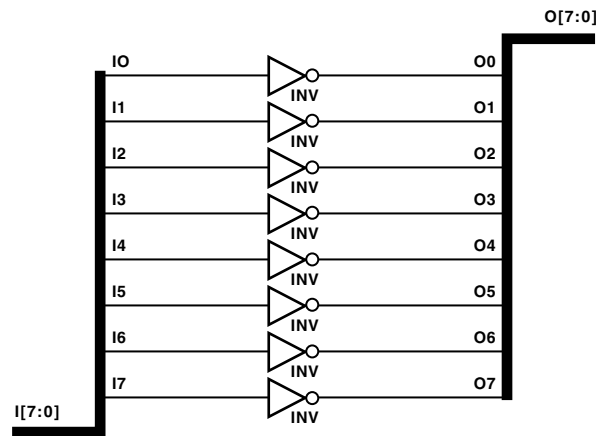 O[7:0]
IO O0
INV
I1 O1
INV
I2 O2
INV
I3 O3
INV
I4 O4
INV
I5 O5
INV
I6 O6
INV
I7 O7
INV
I[7:0]